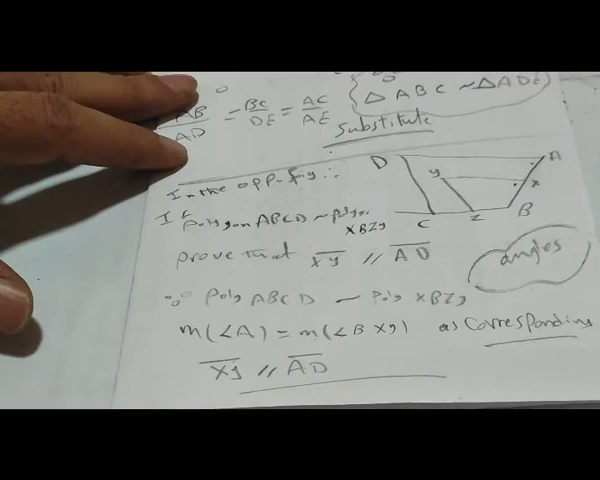 △ ABC ~ △ ADE
AB/AD = BC/DE = AC/AE
Substitute
In the opp. fig. :
D A y x C Z B
If polygon ABCD ~ polygon
XBZy
prove that xy // AD
angles
∵ Poly ABCD ~ Poly XBZy
m(∠A) = m(∠B Xy) as Corresponding
Xy // AD